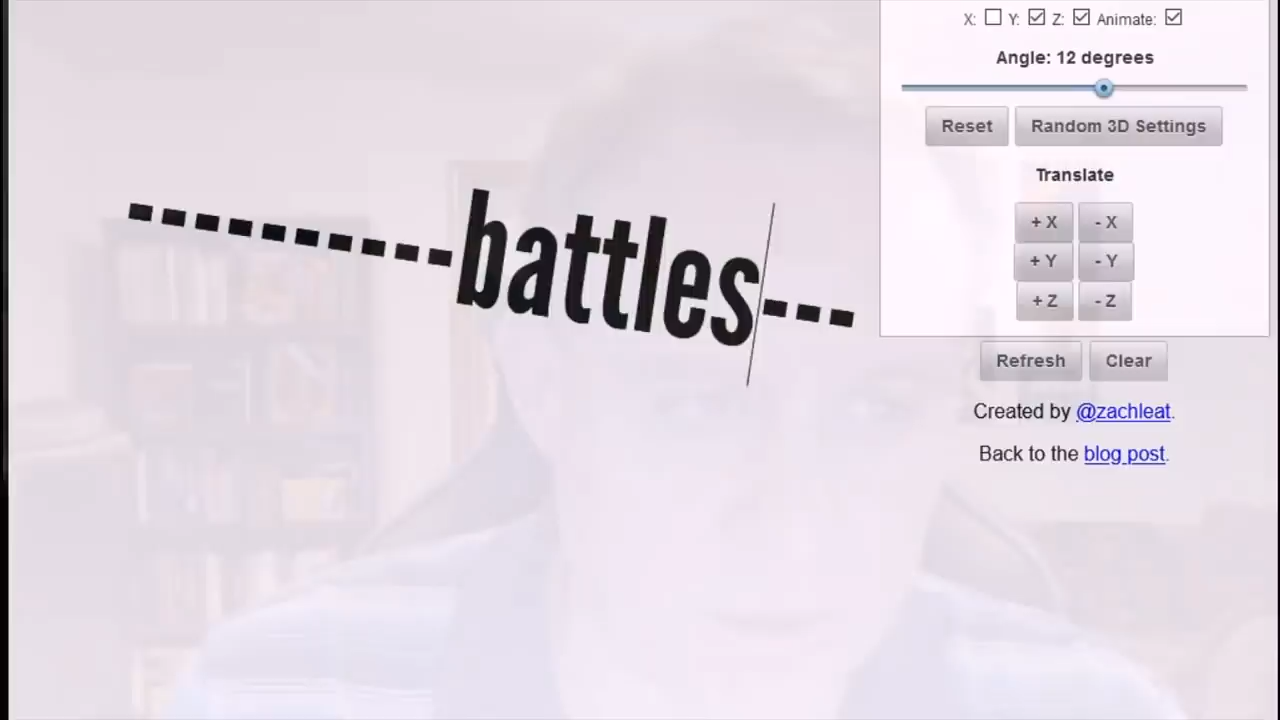 X: Y: Z: Animate:
Angle: 12 degrees
Reset Random 3D Settings
Translate
+ X - X
+ Y - Y
+ Z - Z
----------battles---
Refresh Clear
Created by @zachleat.
Back to the blog post.